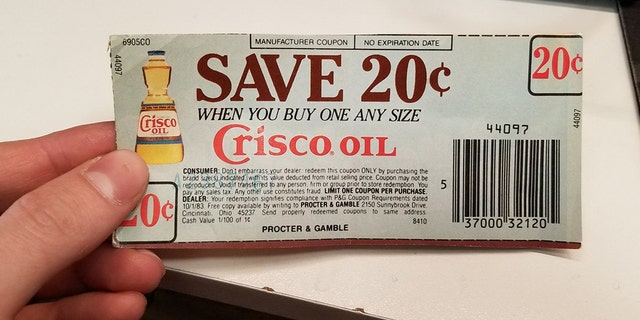 6905CO
MANUFACTURER COUPON
NO EXPIRATION DATE
44097
SAVE 20¢
20¢
WHEN YOU BUY ONE ANY SIZE
Crisco OIL
Crisco
OIL
44097
44097
CONSUMER: Don't embarrass your dealer: redeem this coupon ONLY by purchasing the
brand size(s) indicated with its value deducted from retail selling price. Coupon may not be
reproduced. Void if transferred to any person, firm or group prior to store redemption. You
pay any sales tax. Any other use constitutes fraud. LIMIT ONE COUPON PER PURCHASE.
DEALER: Your redemption signifies compliance with P&G Coupon Requirements dated
10/1/83. Free copy available by writing to PROCTER & GAMBLE 2150 Sunnybrook Drive,
Cincinnati, Ohio 45237. Send properly redeemed coupons to same address.
Cash Value 1/100 of 1¢
8410
20¢
PROCTER & GAMBLE
5
37000 32120